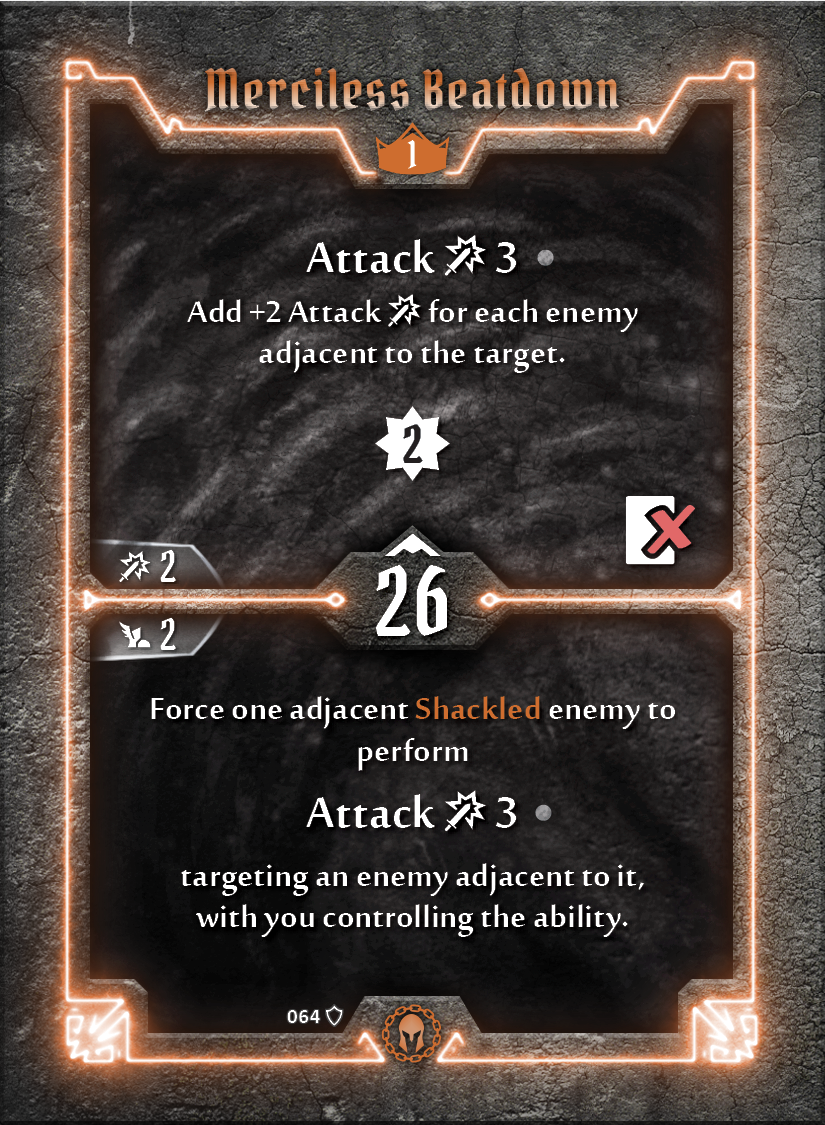 Merciless Beatdown
1
Attack 3
Add +2 Attack for each enemy
adjacent to the target.
2
2
26
2
Force one adjacent Shackled enemy to
perform
Attack 3
targeting an enemy adjacent to it,
with you controlling the ability.
064